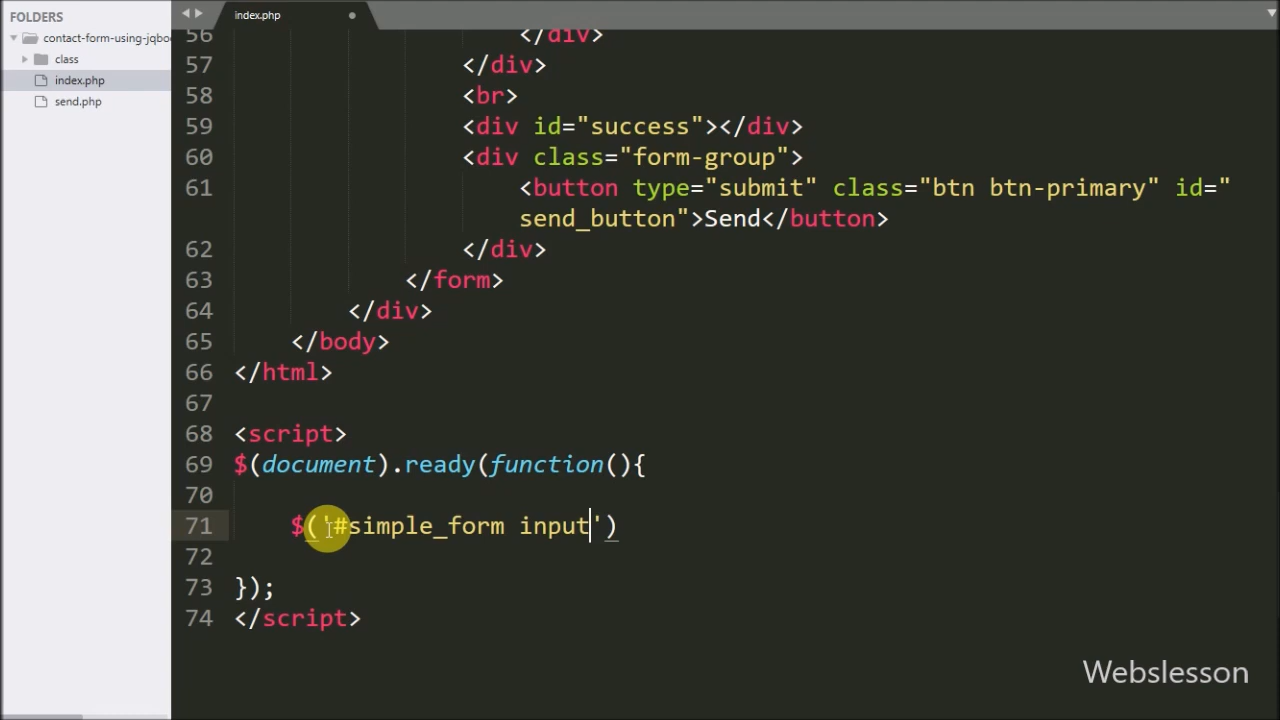 FOLDERS
contact-form-using-jqboo
class
index.php
send.php
index.php
56 </div>
57 </div>
58 <br>
59 <div id="success"></div>
60 <div class="form-group">
61 <button type="submit" class="btn btn-primary" id="
send_button">Send</button>
62 </div>
63 </form>
64 </div>
65 </body>
66 </html>
67
68 <script>
69 $(document).ready(function(){
70
71 $('#simple_form input')
72
73 });
74 </script>
Webslesson